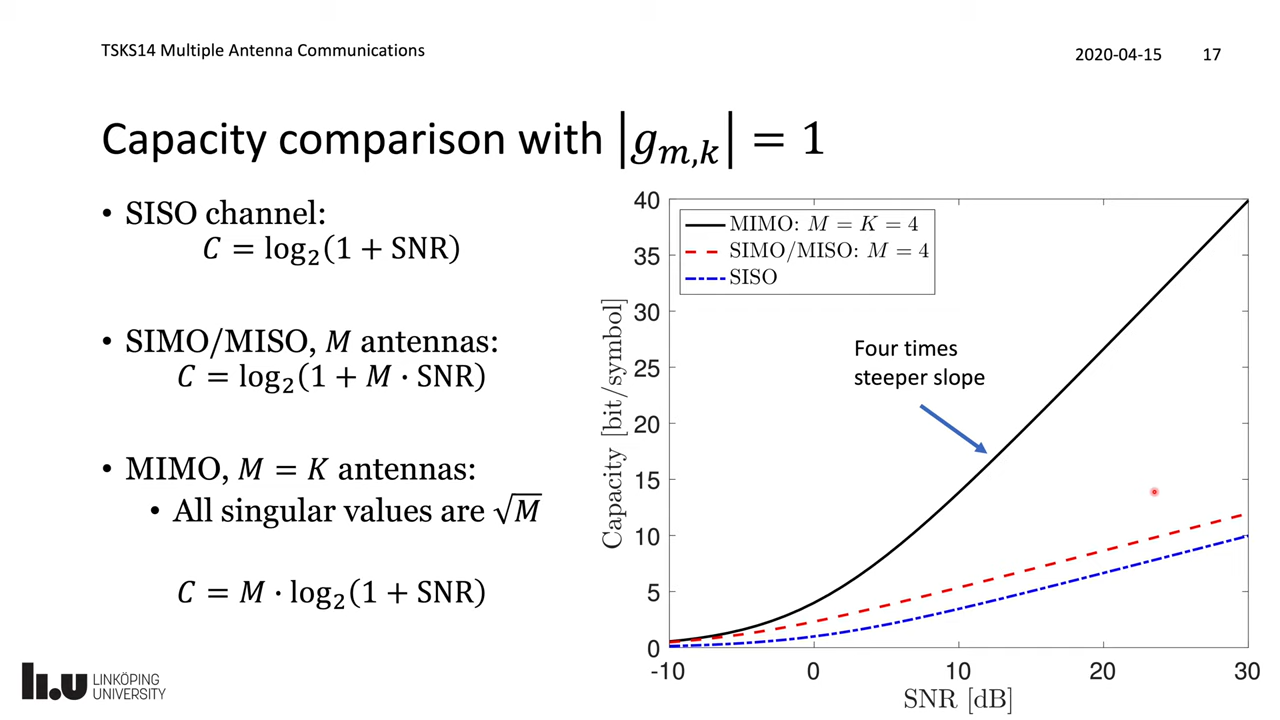 TSKS14 Multiple Antenna Communications
2020-04-15 17
Capacity comparison with |g_{m,k}| = 1
• SISO channel:
C = log₂(1 + SNR)
• SIMO/MISO, M antennas:
C = log₂(1 + M · SNR)
• MIMO, M = K antennas:
• All singular values are √M
C = M · log₂(1 + SNR)
MIMO: M = K = 4
SIMO/MISO: M = 4
SISO
Four times
steeper slope
Capacity [bit/symbol]
40
35
30
25
20
15
10
5
0
-10 0 10 20 30
SNR [dB]
li.u LINKÖPING
UNIVERSITY